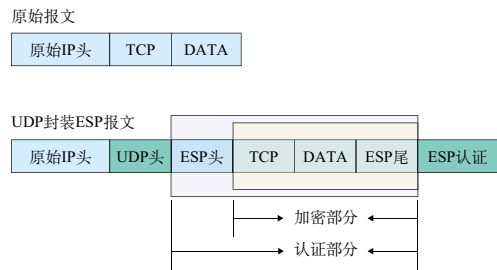 原始报文
原始IP头 TCP DATA
UDP封装ESP报文
原始IP头 UDP头 ESP头 TCP DATA ESP尾 ESP认证
加密部分
认证部分